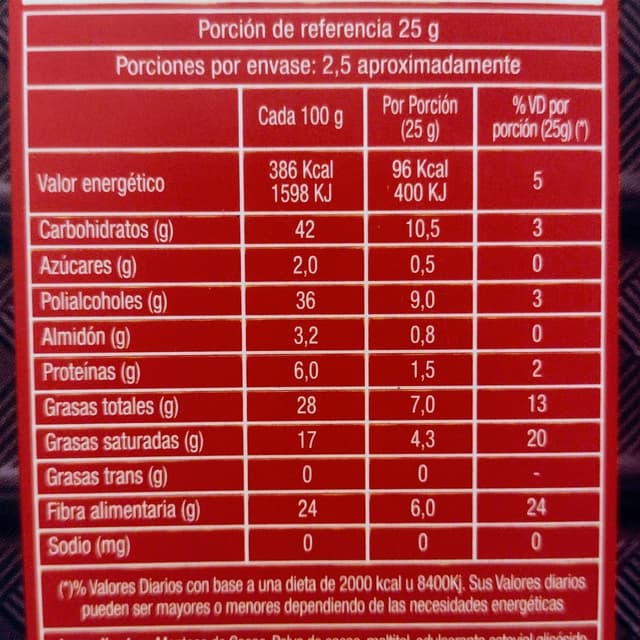 Porción de referencia 25 g
Porciones por envase: 2,5 aproximadamente
Cada 100 g Por Porción (25 g) % VD por porción (25g) (*)
Valor energético 386 Kcal 1598 KJ 96 Kcal 400 KJ 5
Carbohidratos (g) 42 10,5 3
Azúcares (g) 2,0 0,5 0
Polialcoholes (g) 36 9,0 3
Almidón (g) 3,2 0,8 0
Proteínas (g) 6,0 1,5 2
Grasas totales (g) 28 7,0 13
Grasas saturadas (g) 17 4,3 20
Grasas trans (g) 0 0 -
Fibra alimentaria (g) 24 6,0 24
Sodio (mg) 0 0 0
(*)% Valores Diarios con base a una dieta de 2000 kcal u 8400Kj. Sus Valores diarios
pueden ser mayores o menores dependiendo de las necesidades energéticas